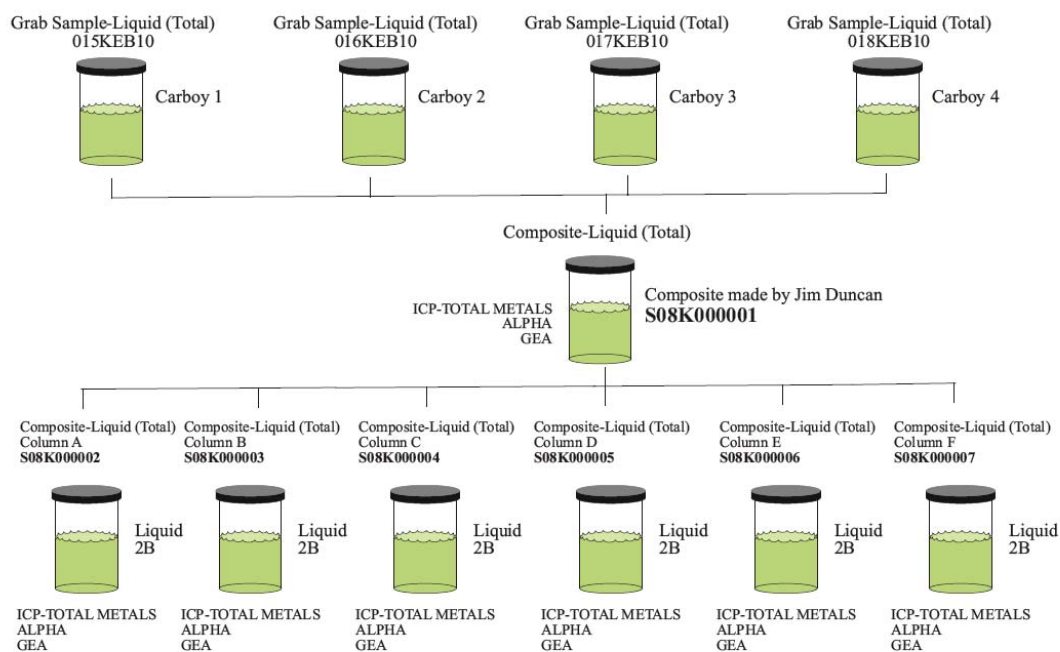 Grab Sample-Liquid (Total)
015KEB10
Carboy 1
Grab Sample-Liquid (Total)
016KEB10
Carboy 2
Grab Sample-Liquid (Total)
017KEB10
Carboy 3
Grab Sample-Liquid (Total)
018KEB10
Carboy 4
Composite-Liquid (Total)
ICP-TOTAL METALS
ALPHA
GEA
Composite made by Jim Duncan
S08K000001
Composite-Liquid (Total)
Column A
S08K000002
Liquid
2B
ICP-TOTAL METALS
ALPHA
GEA
Composite-Liquid (Total)
Column B
S08K000003
Liquid
2B
ICP-TOTAL METALS
ALPHA
GEA
Composite-Liquid (Total)
Column C
S08K000004
Liquid
2B
ICP-TOTAL METALS
ALPHA
GEA
Composite-Liquid (Total)
Column D
S08K000005
Liquid
2B
ICP-TOTAL METALS
ALPHA
GEA
Composite-Liquid (Total)
Column E
S08K000006
Liquid
2B
ICP-TOTAL METALS
ALPHA
GEA
Composite-Liquid (Total)
Column F
S08K000007
Liquid
2B
ICP-TOTAL METALS
ALPHA
GEA